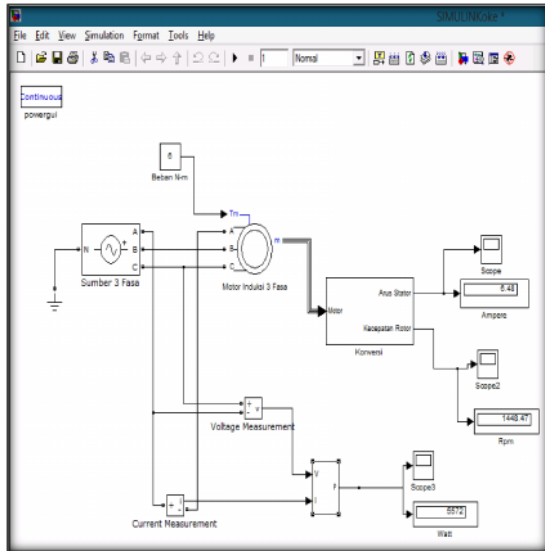 SIMULINKoke *
File Edit View Simulation Format Tools Help
1
Normal
Continuous
powergui
6
Beban N-m
Tm
A
B
C
m
N
A
B
C
Sumber 3 Fasa
Motor Induksi 3 Fasa
Motor
Arus Stator
Kecepatan Rotor
Konversi
Scope
6.48
Ampere
Scope2
1448.47
Rpm
+
-
v
Voltage Measurement
V
I
P
Scope3
Watt
+
-
i
Current Measurement